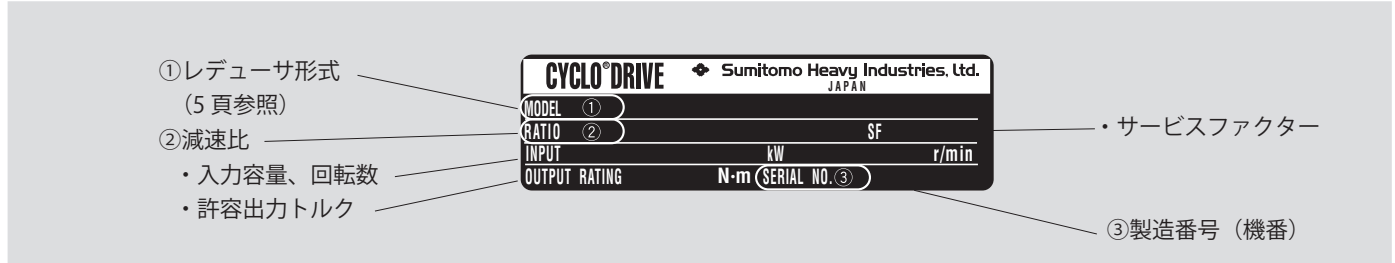 ①レデューサ形式
（5 頁参照）
②減速比
・入力容量、回転数
・許容出力トルク
CYCLO®DRIVE Sumitomo Heavy Industries, Ltd.
JAPAN
MODEL ①
RATIO ② SF
INPUT kW r/min
OUTPUT RATING N·m SERIAL NO.③
・サービスファクター
③製造番号（機番）